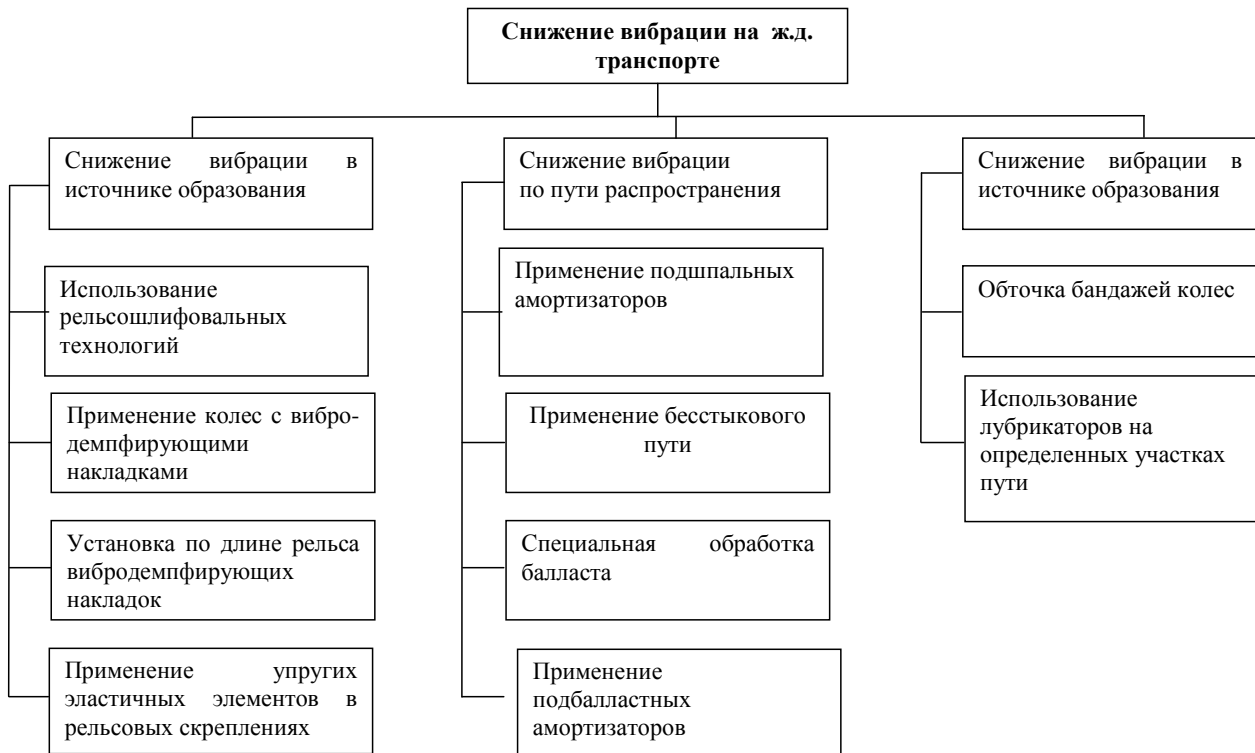 Снижение вибрации на ж.д.
транспорте
Снижение вибрации в
источнике образования
Использование
рельсошлифовальных
технологий
Применение колес с вибро-
демпфирующими
накладками
Установка по длине рельса
вибродемпфирующих
накладок
Применение упругих
эластичных элементов в
рельсовых скреплениях
Снижение вибрации
по пути распространения
Применение подшпальных
амортизаторов
Применение бесстыкового
пути
Специальная обработка
балласта
Применение
подбалластных
амортизаторов
Снижение вибрации в
источнике образования
Обточка бандажей колес
Использование
лубрикаторов на
определенных участках
пути